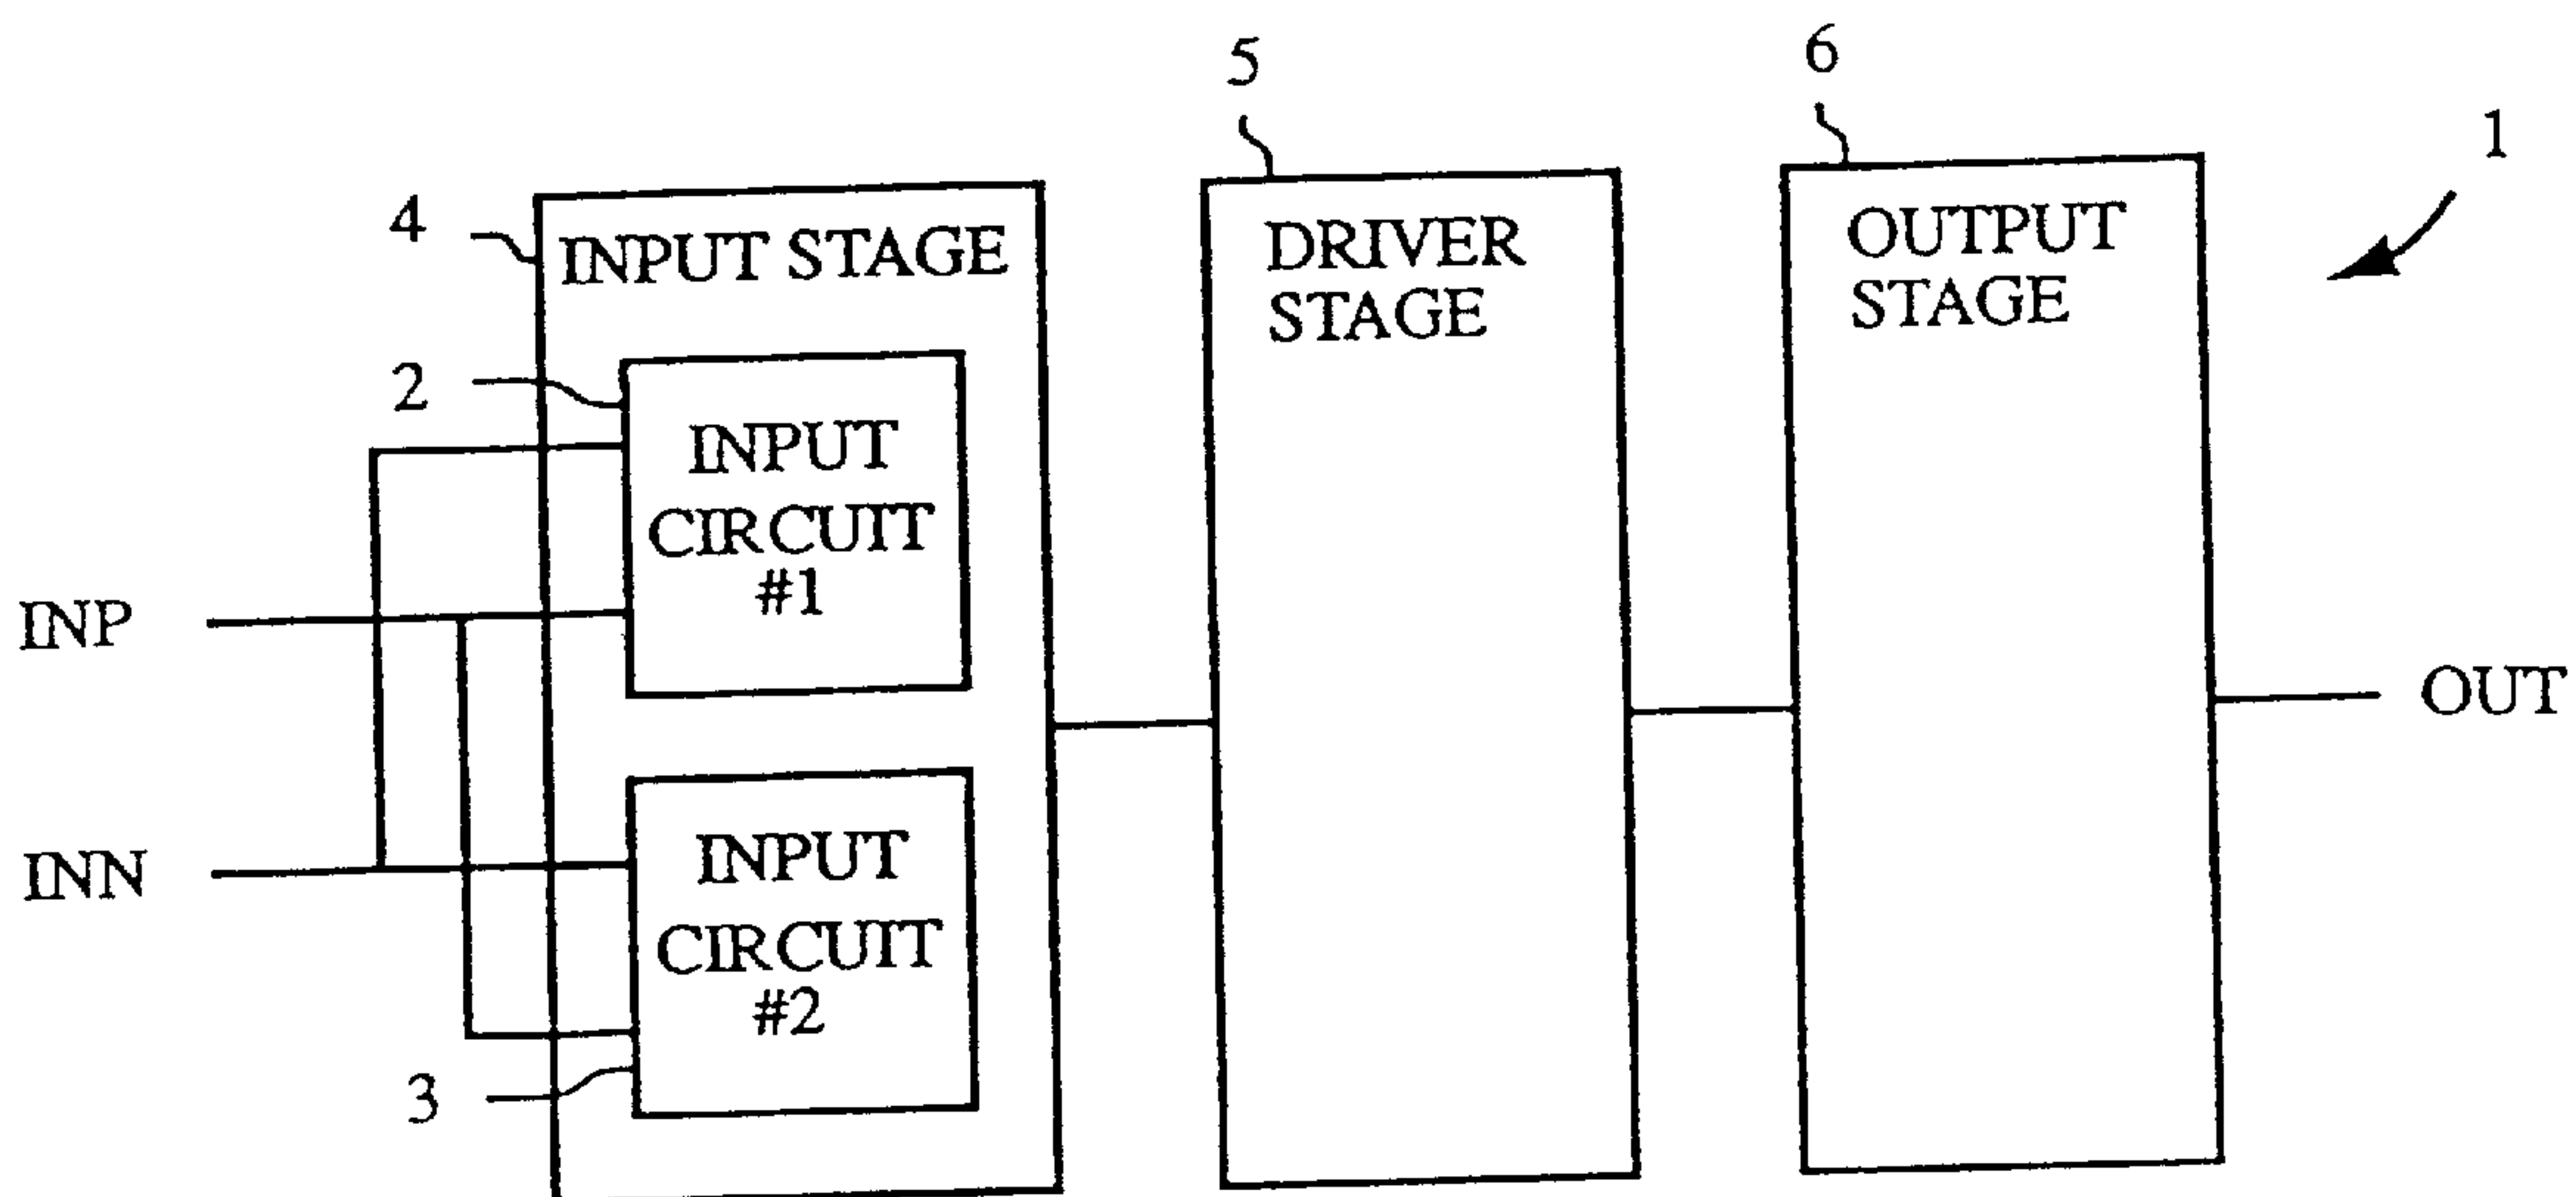 5
6
1
4
INPUT STAGE
DRIVER
STAGE
OUTPUT
STAGE
2
INPUT
CIRCUIT
#1
INP
OUT
INN
INPUT
CIRCUIT
#2
3